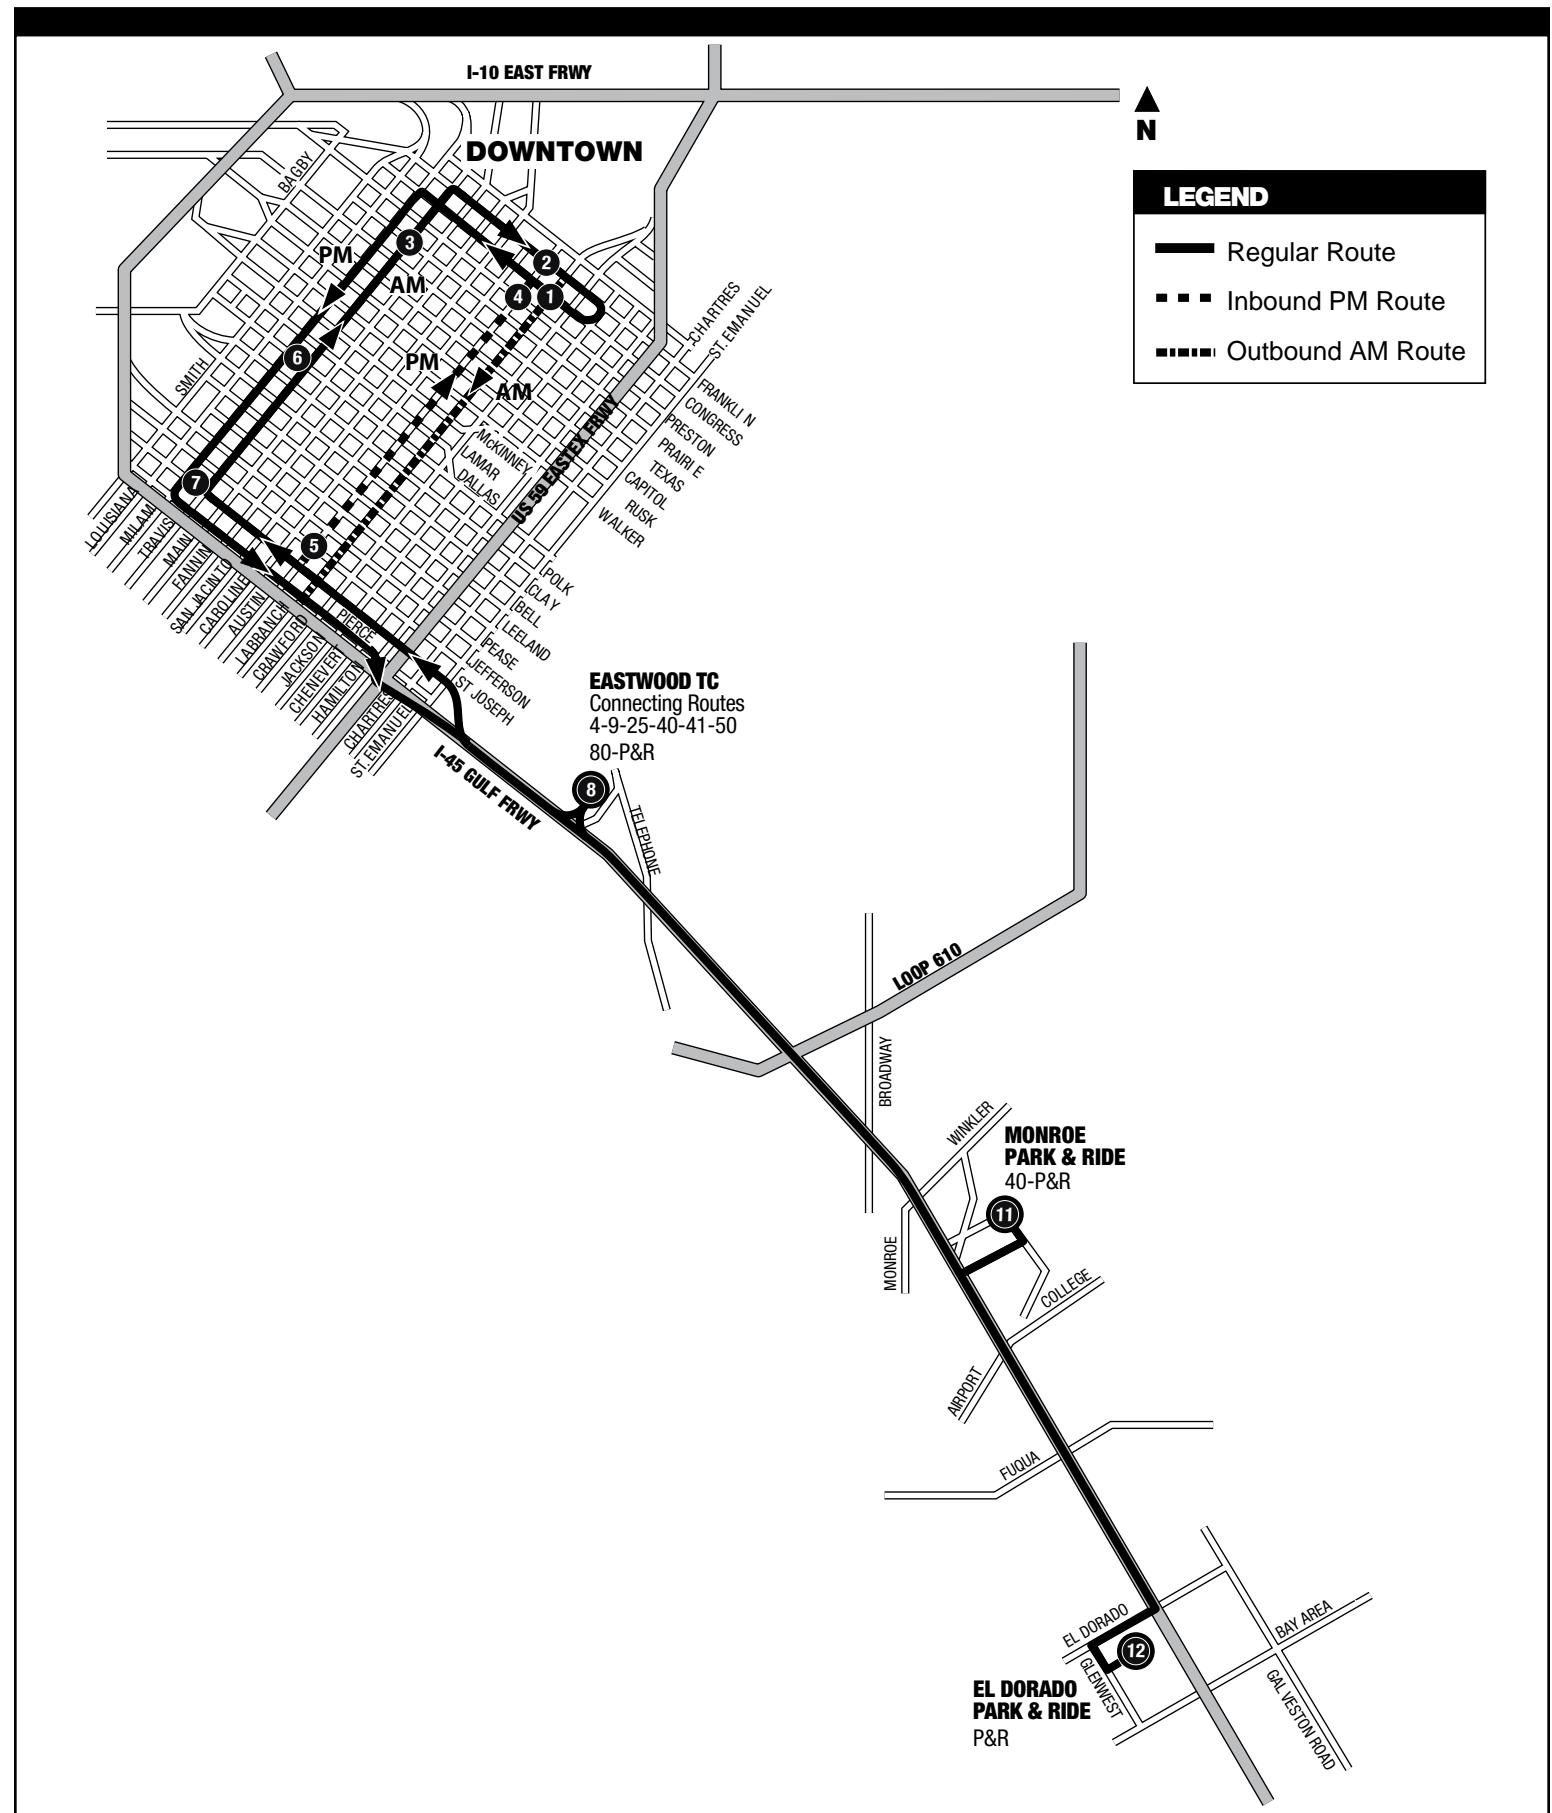 I-10 EAST FRWY
N
DOWNTOWN
BAGBY
LEGEND
Regular Route
Inbound PM Route
Outbound AM Route
PM
3
AM
2
4
1
6
PM
AM
SMITH
CHARTRES
ST. EMANUEL
FRANKLI N
CONGRESS
PRESTON
PRAIRI E
TEXAS
CAPITOL
RUSK
WALKER
McKINNEY
LAMAR
DALLAS
US 59 EASTEX FRWY
7
5
LOUISIANA
MILAM
TRAVIS
MAIN
FANNIN
SAN JACINTO
CAROLINE
AUSTIN
LABRANCH
CRAWFORD
JACKSON
CHENEVERT
HAMILTON
CHARTRES
ST. EMANUEL
PIERCE
POLK
CLAY
BELL
LEELAND
PEASE
JEFFERSON
ST JOSEPH
EASTWOOD TC
Connecting Routes
4-9-25-40-41-50
80-P&R
I-45 GULF FRWY
8
TELEPHONE
LOOP 610
BROADWAY
WINKLER
MONROE
PARK & RIDE
40-P&R
11
MONROE
COLLEGE
AIRPORT
FUQUA
EL DORADO
12
BAY AREA
GLENWEST
GAL VESTON ROAD
EL DORADO
PARK & RIDE
P&R